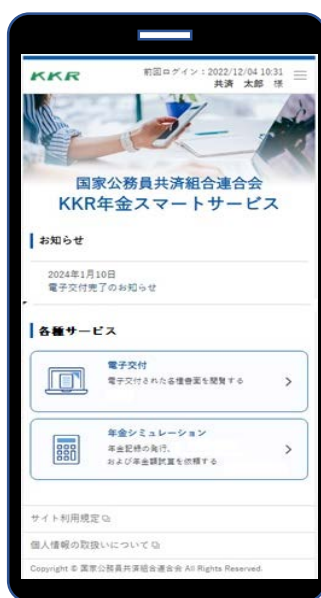 KKR
前回ログイン：2022/12/04 10:31
共済 太郎 様
国家公務員共済組合連合会
KKR年金スマートサービス
お知らせ
2024年1月10日
電子交付完了のお知らせ
各種サービス
電子交付
電子交付された各種書面を閲覧する
年金シミュレーション
年金記録の発行、
および年金額試算を依頼する
サイト利用規定
個人情報の取扱いについて
Copyright © 国家公務員共済組合連合会 All Rights Reserved.